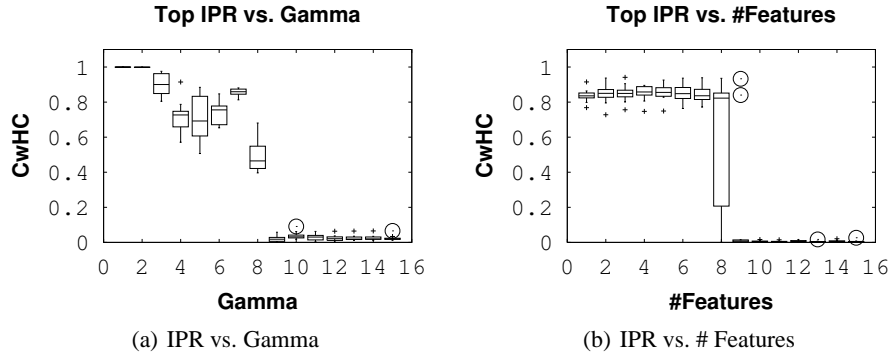 Top IPR vs. Gamma
1
0.8
0.6
0.4
0.2
0
CwHC
0 2 4 6 8 10 12 14 16
Gamma
(a) IPR vs. Gamma
Top IPR vs. #Features
1
0.8
0.6
0.4
0.2
0
CwHC
0 2 4 6 8 10 12 14 16
#Features
(b) IPR vs. # Features